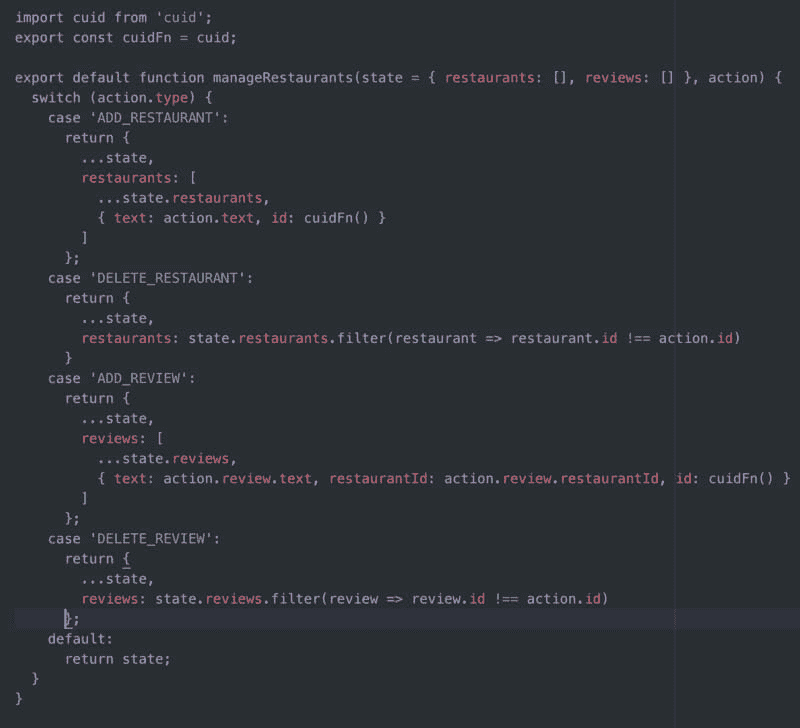 import cuid from 'cuid';
export const cuidFn = cuid;

export default function manageRestaurants(state = { restaurants: [], reviews: [] }, action) {
  switch (action.type) {
    case 'ADD_RESTAURANT':
      return {
        ...state,
        restaurants: [
          ...state.restaurants,
          { text: action.text, id: cuidFn() }
        ]
      };
    case 'DELETE_RESTAURANT':
      return {
        ...state,
        restaurants: state.restaurants.filter(restaurant => restaurant.id !== action.id)
      }
    case 'ADD_REVIEW':
      return {
        ...state,
        reviews: [
          ...state.reviews,
          { text: action.review.text, restaurantId: action.review.restaurantId, id: cuidFn() }
        ]
      };
    case 'DELETE_REVIEW':
      return {
        ...state,
        reviews: state.reviews.filter(review => review.id !== action.id)
      };
    default:
      return state;
  }
}